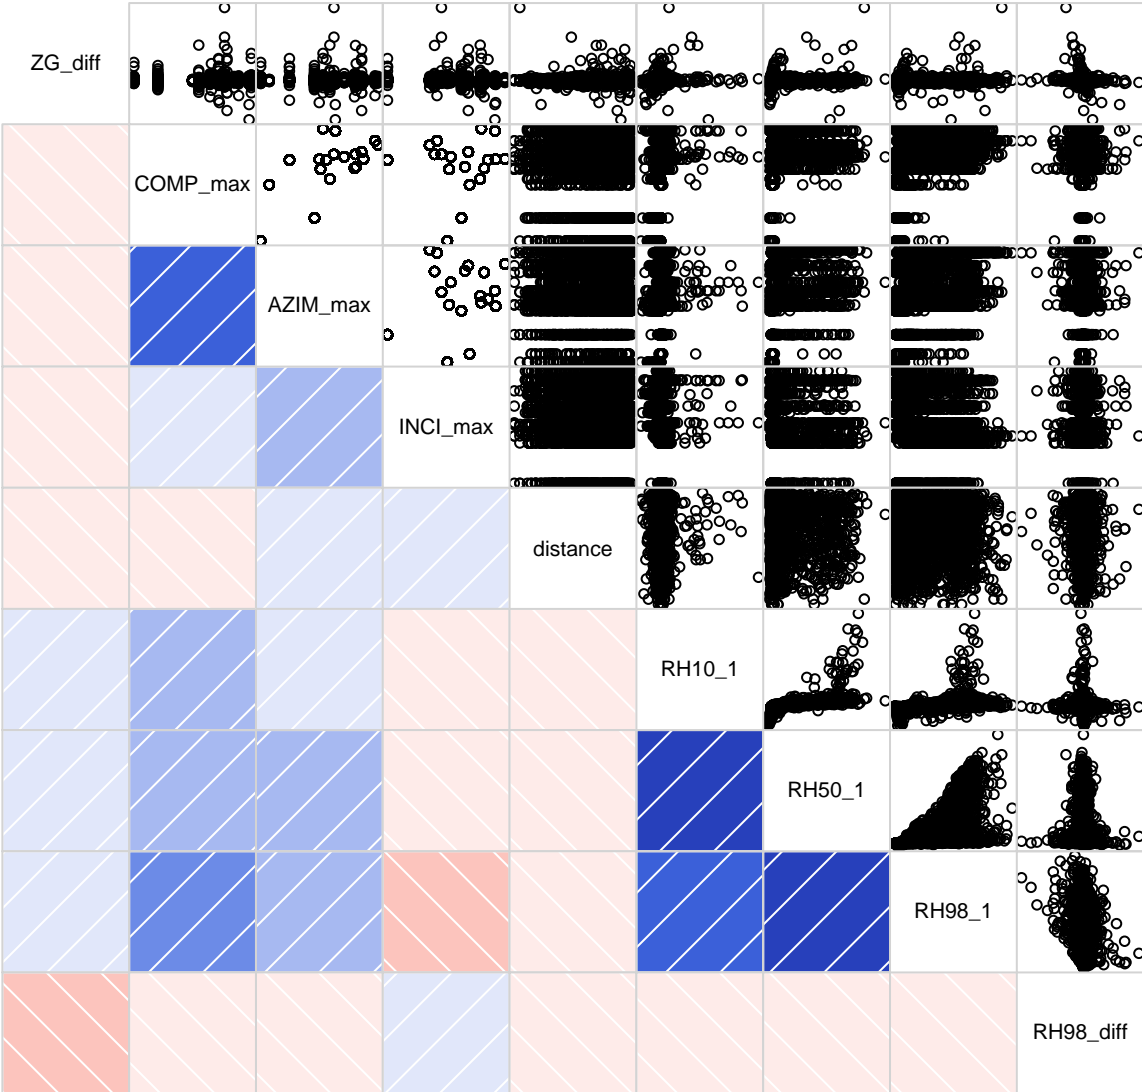 ZG_diff
COMP_max
AZIM_max
INCI_max
distance
RH10_1
RH50_1
RH98_1
RH98_diff